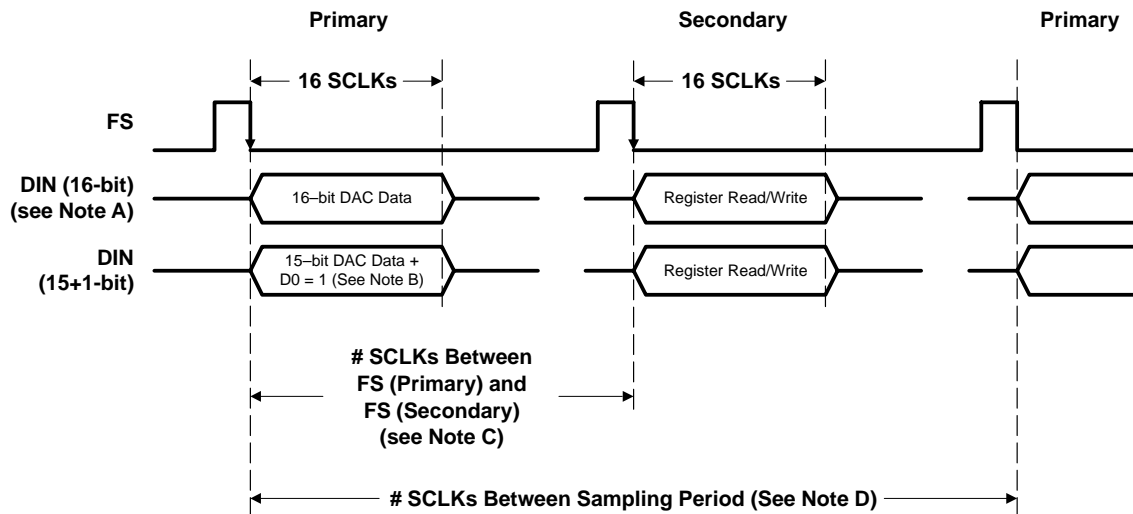 Primary
Secondary
Primary
16 SCLKs
16 SCLKs
FS
DIN (16-bit)
(see Note A)
16–bit DAC Data
Register Read/Write
DIN
(15+1-bit)
15–bit DAC Data +
D0 = 1 (See Note B)
Register Read/Write
# SCLKs Between
FS (Primary) and
FS (Secondary)
(see Note C)
# SCLKs Between Sampling Period (See Note D)